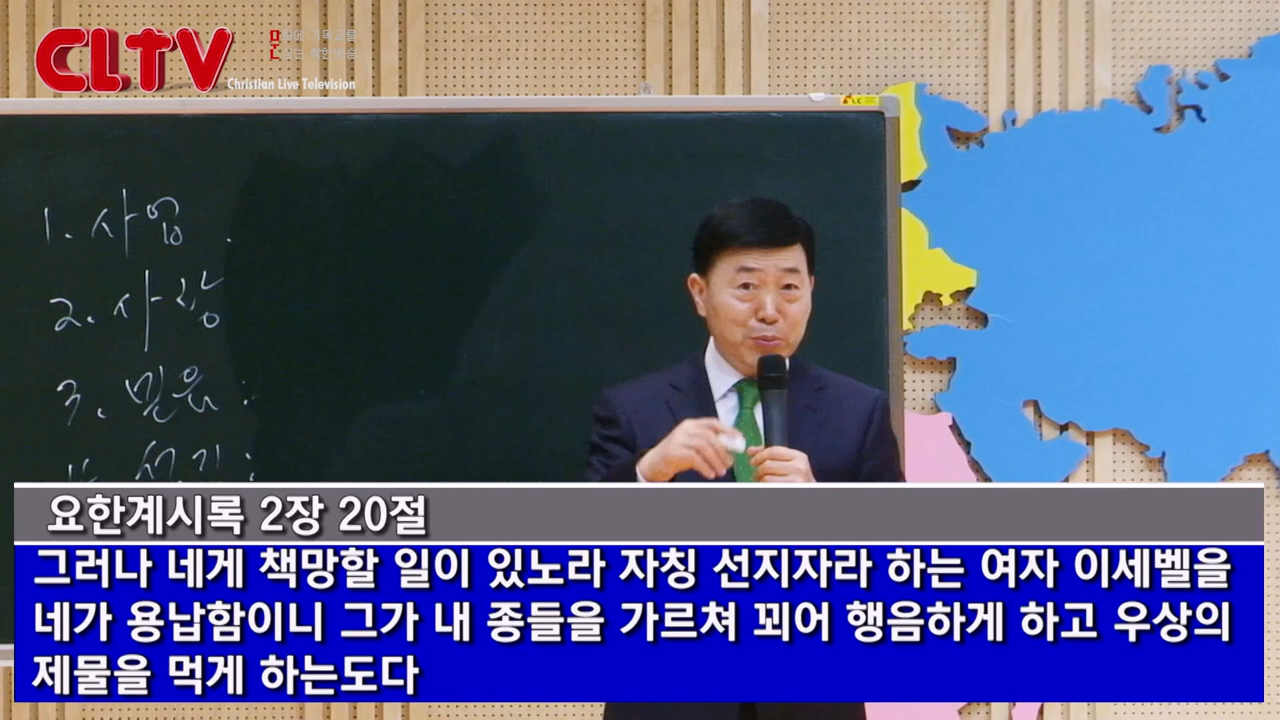 CLTV
Christian Live Television
1. 사업.
2. 사랑
3. 믿음:
요한계시록 2장 20절
그러나 네게 책망할 일이 있노라 자칭 선지자라 하는 여자 이세벨을
네가 용납함이니 그가 내 종들을 가르쳐 꾀어 행음하게 하고 우상의
제물을 먹게 하는도다